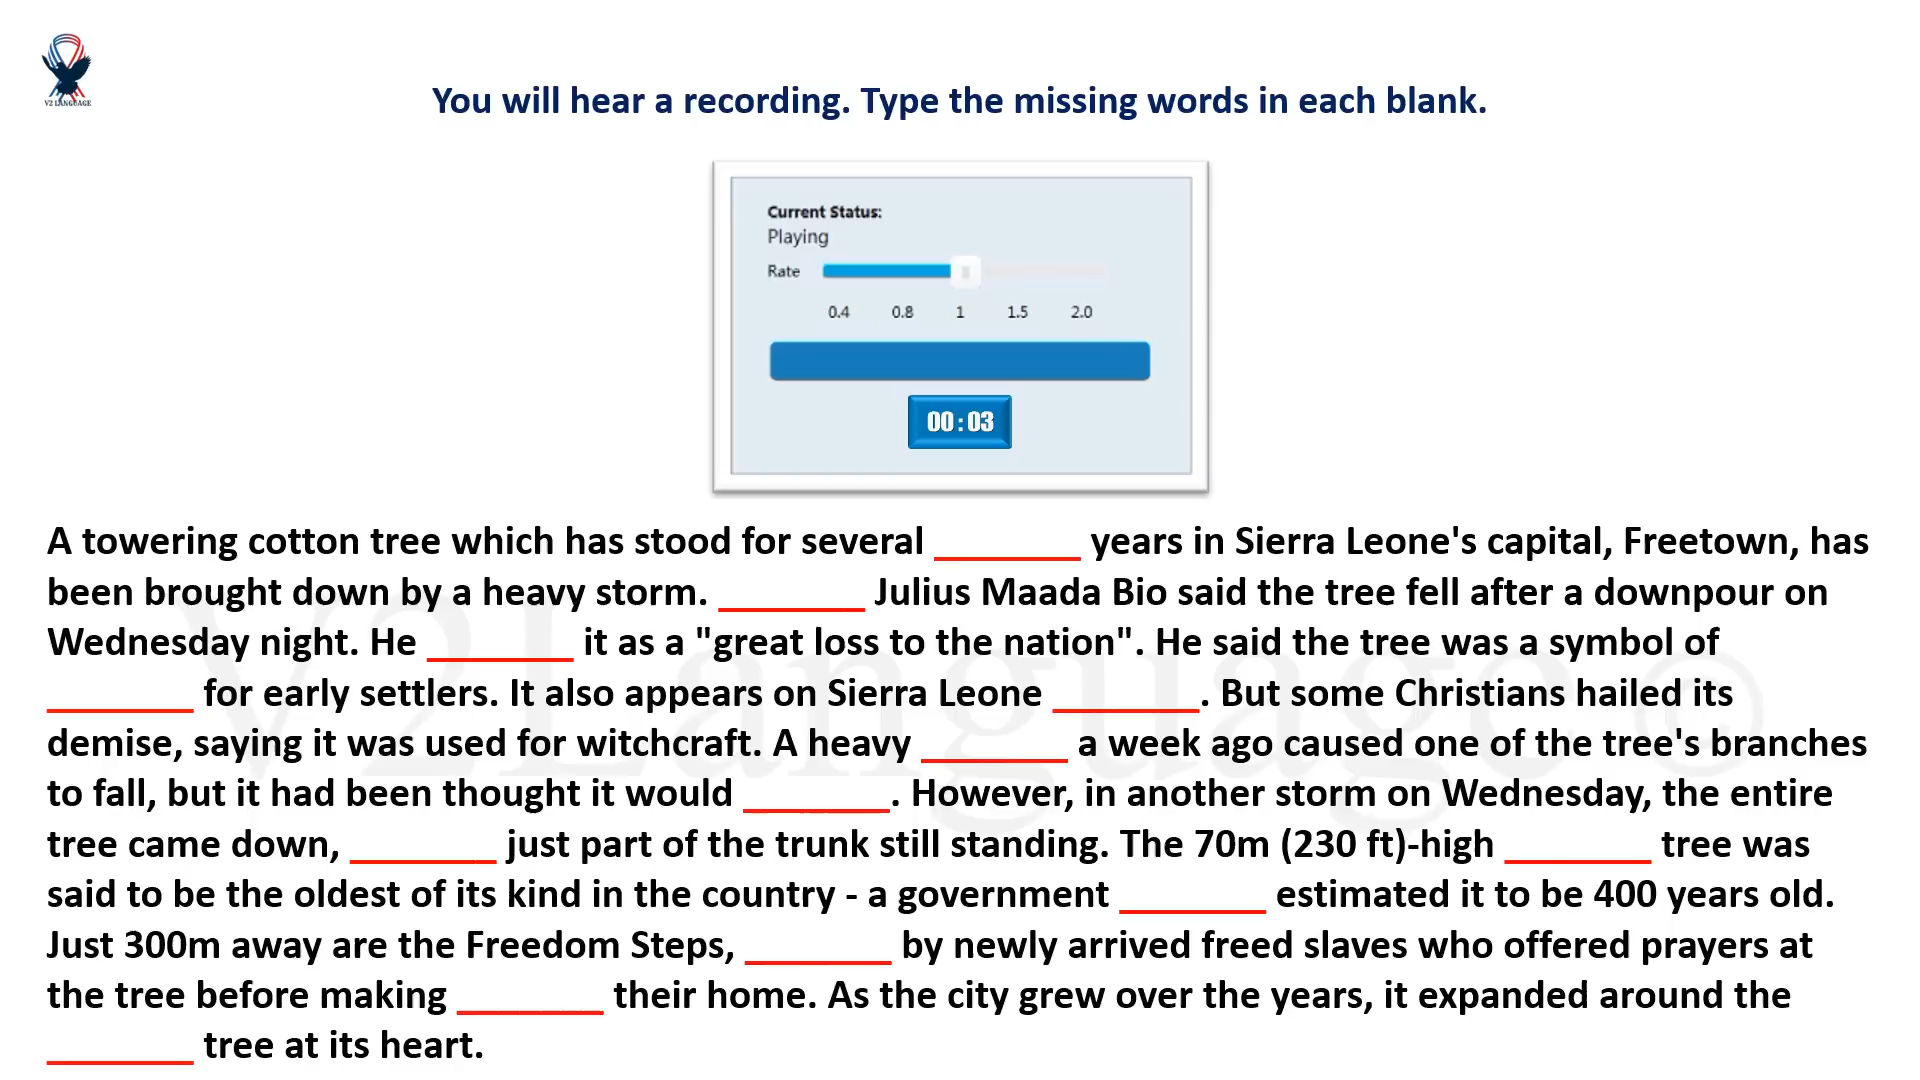 V2 LANGUAGE
You will hear a recording. Type the missing words in each blank.
Current Status:
Playing
Rate
0.4 0.8 1 1.5 2.0
00:03
A towering cotton tree which has stood for several _______ years in Sierra Leone's capital, Freetown, has
been brought down by a heavy storm. _______ Julius Maada Bio said the tree fell after a downpour on
Wednesday night. He _______ it as a "great loss to the nation". He said the tree was a symbol of
_______ for early settlers. It also appears on Sierra Leone _______. But some Christians hailed its
demise, saying it was used for witchcraft. A heavy _______ a week ago caused one of the tree's branches
to fall, but it had been thought it would _______. However, in another storm on Wednesday, the entire
tree came down, _______ just part of the trunk still standing. The 70m (230 ft)-high _______ tree was
said to be the oldest of its kind in the country - a government _______ estimated it to be 400 years old.
Just 300m away are the Freedom Steps, _______ by newly arrived freed slaves who offered prayers at
the tree before making _______ their home. As the city grew over the years, it expanded around the
_______ tree at its heart.
V2Language ©